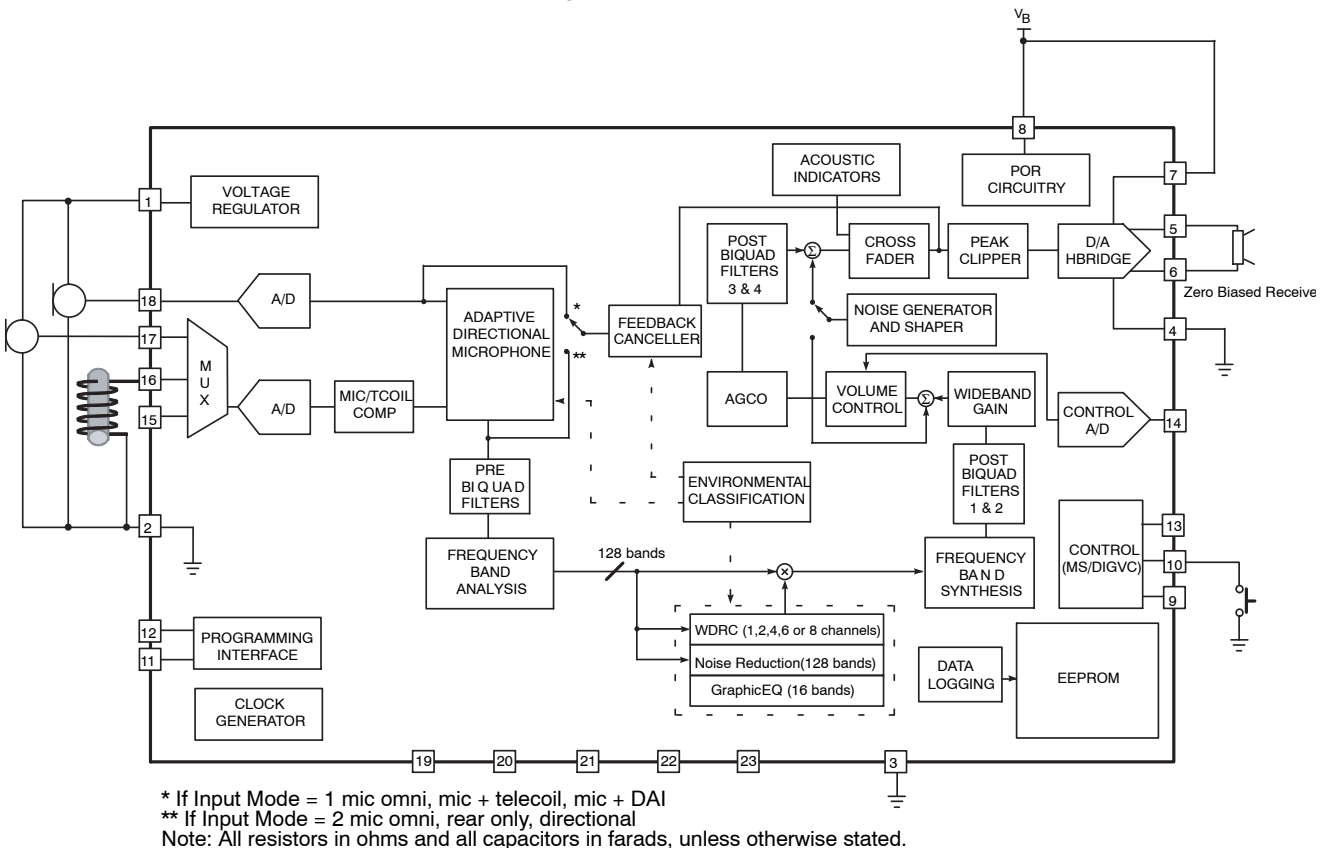 VB
8
ACOUSTIC
INDICATORS
POR
CIRCUITRY
7
1
VOLTAGE
REGULATOR
5
POST
BIQUAD
FILTERS
3 & 4
Σ
CROSS
FADER
PEAK
CLIPPER
D/A
HBRIDGE
6
Zero Biased Receive
18
A/D
ADAPTIVE
DIRECTIONAL
MICROPHONE
*
**
FEEDBACK
CANCELLER
NOISE GENERATOR
AND SHAPER
4
17
16
15
MUX
A/D
MIC/TCOIL
COMP
AGCO
VOLUME
CONTROL
Σ
WIDEBAND
GAIN
CONTROL
A/D
14
PRE
BIQUAD
FILTERS
ENVIRONMENTAL
CLASSIFICATION
POST
BIQUAD
FILTERS
1 & 2
2
FREQUENCY
BAND
ANALYSIS
128 bands
×
FREQUENCY
BAND
SYNTHESIS
CONTROL
(MS/DIGVC)
13
10
9
12
11
PROGRAMMING
INTERFACE
WDRC (1,2,4,6 or 8 channels)
Noise Reduction(128 bands)
GraphicEQ (16 bands)
DATA
LOGGING
EEPROM
CLOCK
GENERATOR
19
20
21
22
23
3
* If Input Mode = 1 mic omni, mic + telecoil, mic + DAI
** If Input Mode = 2 mic omni, rear only, directional
Note: All resistors in ohms and all capacitors in farads, unless otherwise stated.